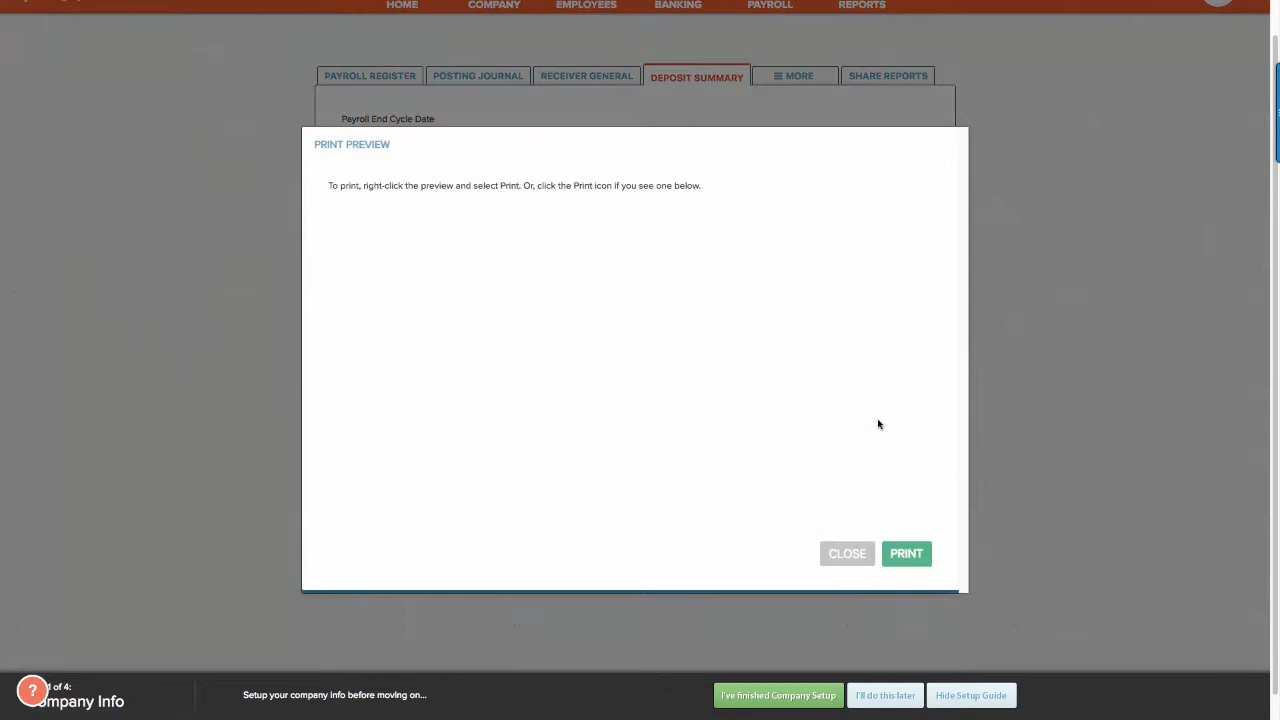 HOME COMPANY EMPLOYEES BANKING PAYROLL REPORTS
PAYROLL REGISTER POSTING JOURNAL RECEIVER GENERAL DEPOSIT SUMMARY MORE SHARE REPORTS
Payroll End Cycle Date
PRINT PREVIEW
To print, right-click the preview and select Print. Or, click the Print icon if you see one below.
CLOSE PRINT
? 1 of 4:
ompany Info
Setup your company info before moving on...
I've finished Company Setup I'll do this later Hide Setup Guide